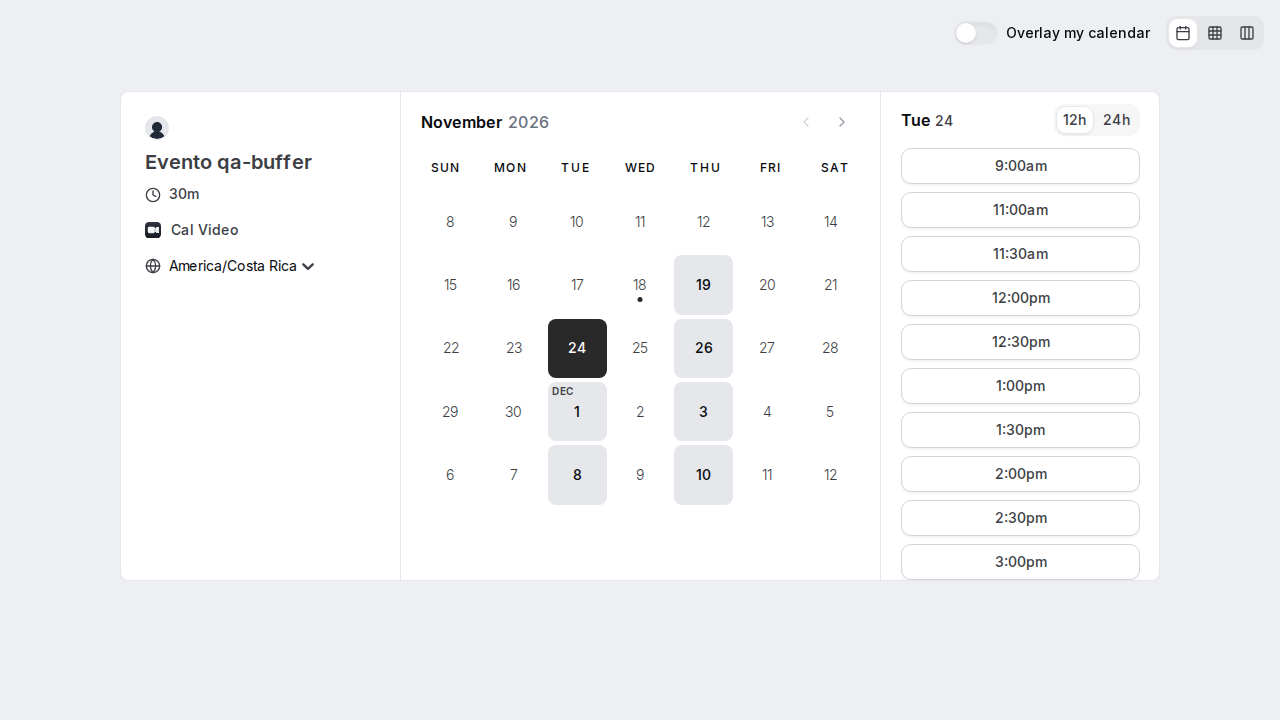 Overlay my calendar
Evento qa-buffer
30m
Cal Video
America/Costa Rica
November 2026
SUN MON TUE WED THU FRI SAT
8 9 10 11 12 13 14
15 16 17 18 19 20 21
22 23 24 25 26 27 28
DEC
29 30 1 2 3 4 5
6 7 8 9 10 11 12
Tue 24
12h 24h
9:00am
11:00am
11:30am
12:00pm
12:30pm
1:00pm
1:30pm
2:00pm
2:30pm
3:00pm